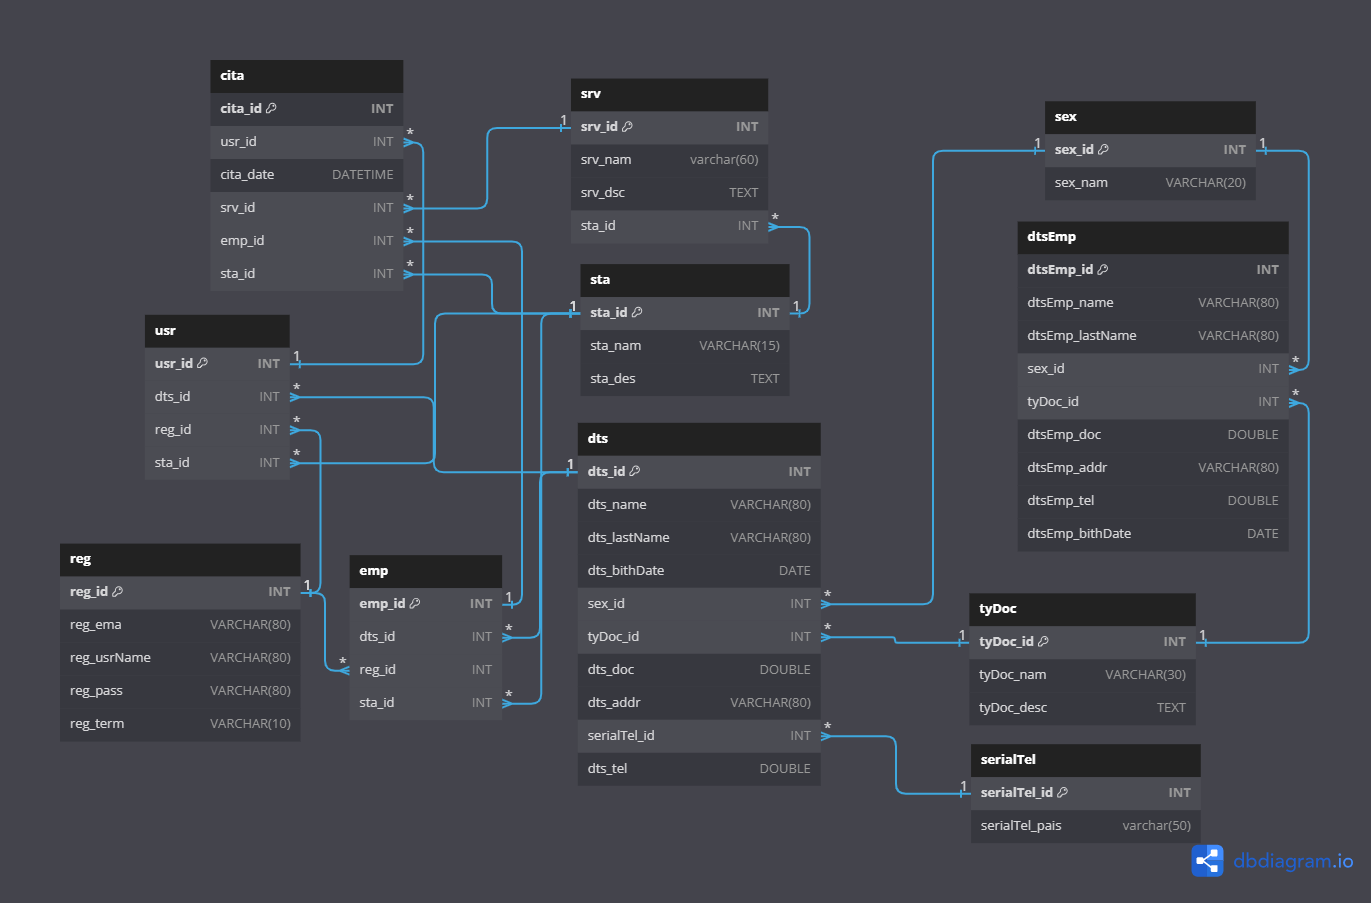 cita
cita_id INT
usr_id INT
cita_date DATETIME
srv_id INT
emp_id INT
sta_id INT
srv
srv_id INT
srv_nam varchar(60)
srv_dsc TEXT
sta_id INT
sex
sex_id INT
sex_nam VARCHAR(20)
dtsEmp
dtsEmp_id INT
dtsEmp_name VARCHAR(80)
dtsEmp_lastName VARCHAR(80)
sex_id INT
tyDoc_id INT
dtsEmp_doc DOUBLE
dtsEmp_addr VARCHAR(80)
dtsEmp_tel DOUBLE
dtsEmp_bithDate DATE
sta
sta_id INT
sta_nam VARCHAR(15)
sta_des TEXT
usr
usr_id INT
dts_id INT
reg_id INT
sta_id INT
dts
dts_id INT
dts_name VARCHAR(80)
dts_lastName VARCHAR(80)
dts_bithDate DATE
sex_id INT
tyDoc_id INT
dts_doc DOUBLE
dts_addr VARCHAR(80)
serialTel_id INT
dts_tel DOUBLE
reg
reg_id INT
reg_ema VARCHAR(80)
reg_usrName VARCHAR(80)
reg_pass VARCHAR(80)
reg_term VARCHAR(10)
emp
emp_id INT
dts_id INT
reg_id INT
sta_id INT
tyDoc
tyDoc_id INT
tyDoc_nam VARCHAR(30)
tyDoc_desc TEXT
serialTel
serialTel_id INT
serialTel_pais varchar(50)
*
*
*
*
1
*
1
1
1
1
1
*
*
*
*
*
1
1
*
*
1
*
*
*
*
1
1
1
dbdiagram.io